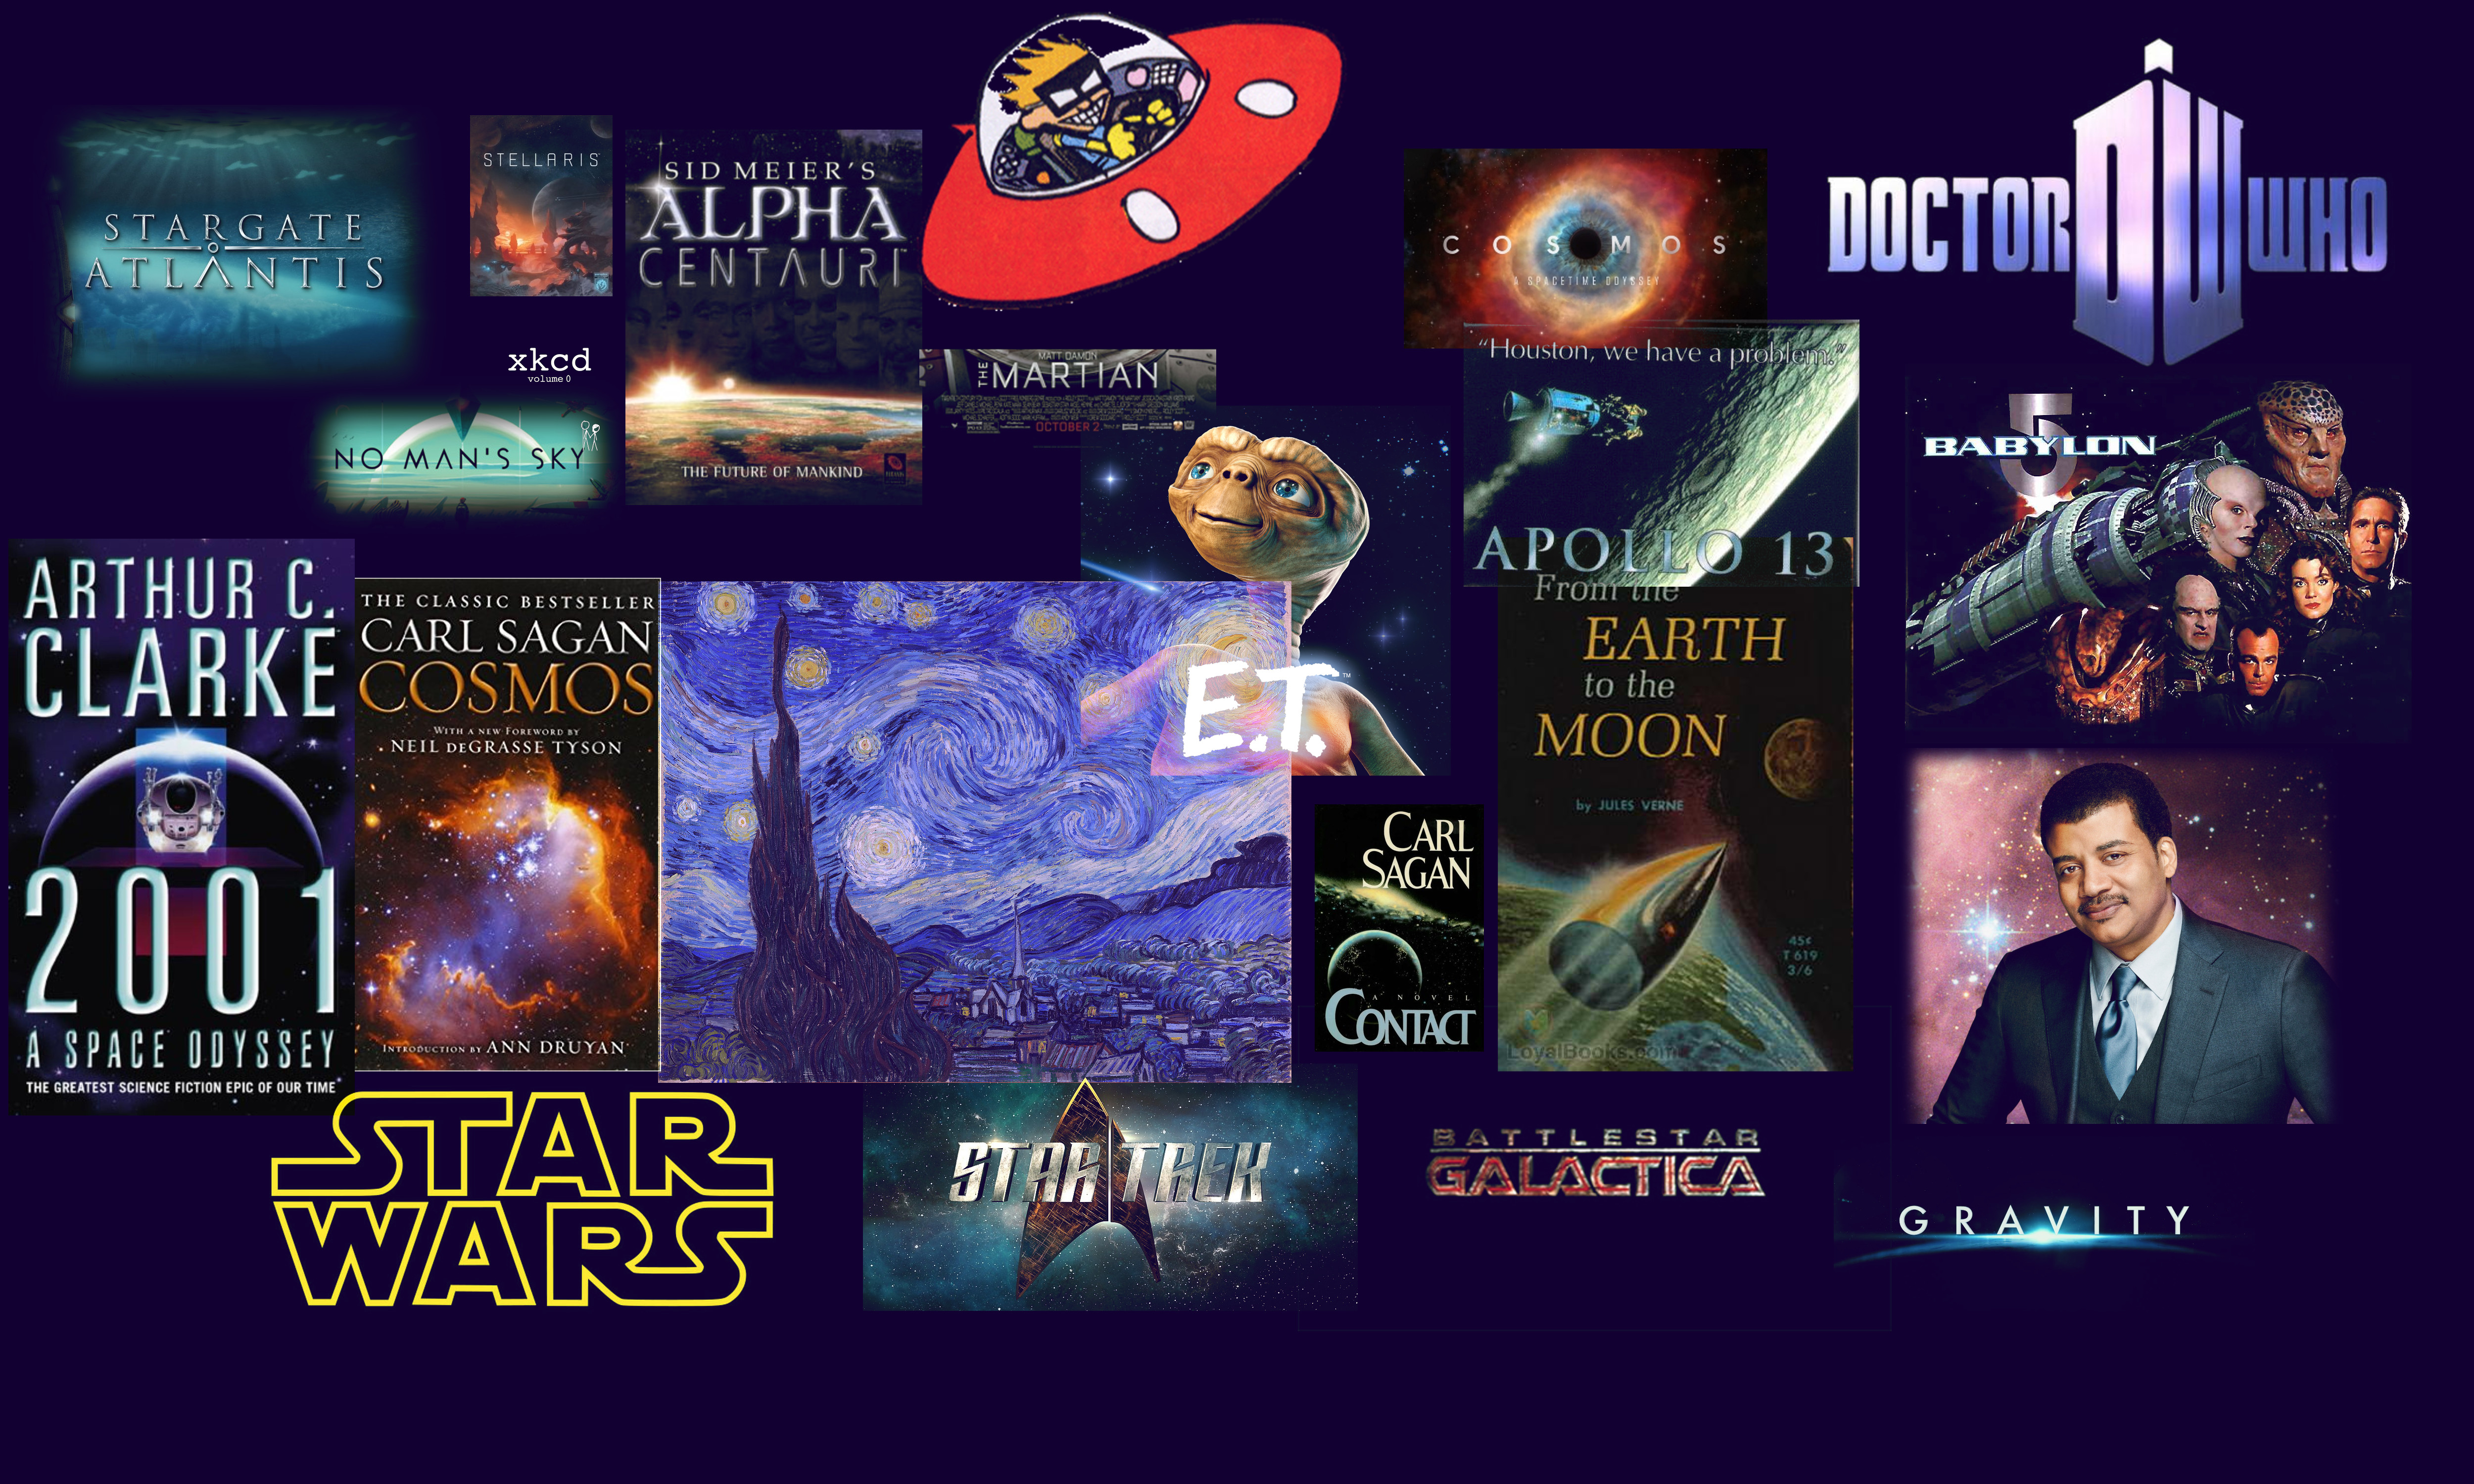 STARGATE
ATLANTIS
STELLARIS
xkcd
volume 0
NO MAN'S SKY
SID MEIER'S
ALPHA
CENTAURI
THE FUTURE OF MANKIND
MATT DAMON
THE MARTIAN
OCTOBER 2
COSMOS
A SPACETIME ODYSSEY
"Houston, we have a problem."
APOLLO 13
DOCTOR DW WHO
BABYLON 5
ARTHUR C.
CLARKE
2001
A SPACE ODYSSEY
THE GREATEST SCIENCE FICTION EPIC OF OUR TIME
THE CLASSIC BESTSELLER
CARL SAGAN
COSMOS
WITH A NEW FOREWORD BY
NEIL DEGRASSE TYSON
INTRODUCTION BY ANN DRUYAN
E.T.™
From the
EARTH
to the
MOON
by JULES VERNE
45¢
T 619
3/6
LoyalBooks.com
CARL
SAGAN
A NOVEL
CONTACT
STAR
WARS
STAR TREK
BATTLESTAR
GALACTICA
GRAVITY